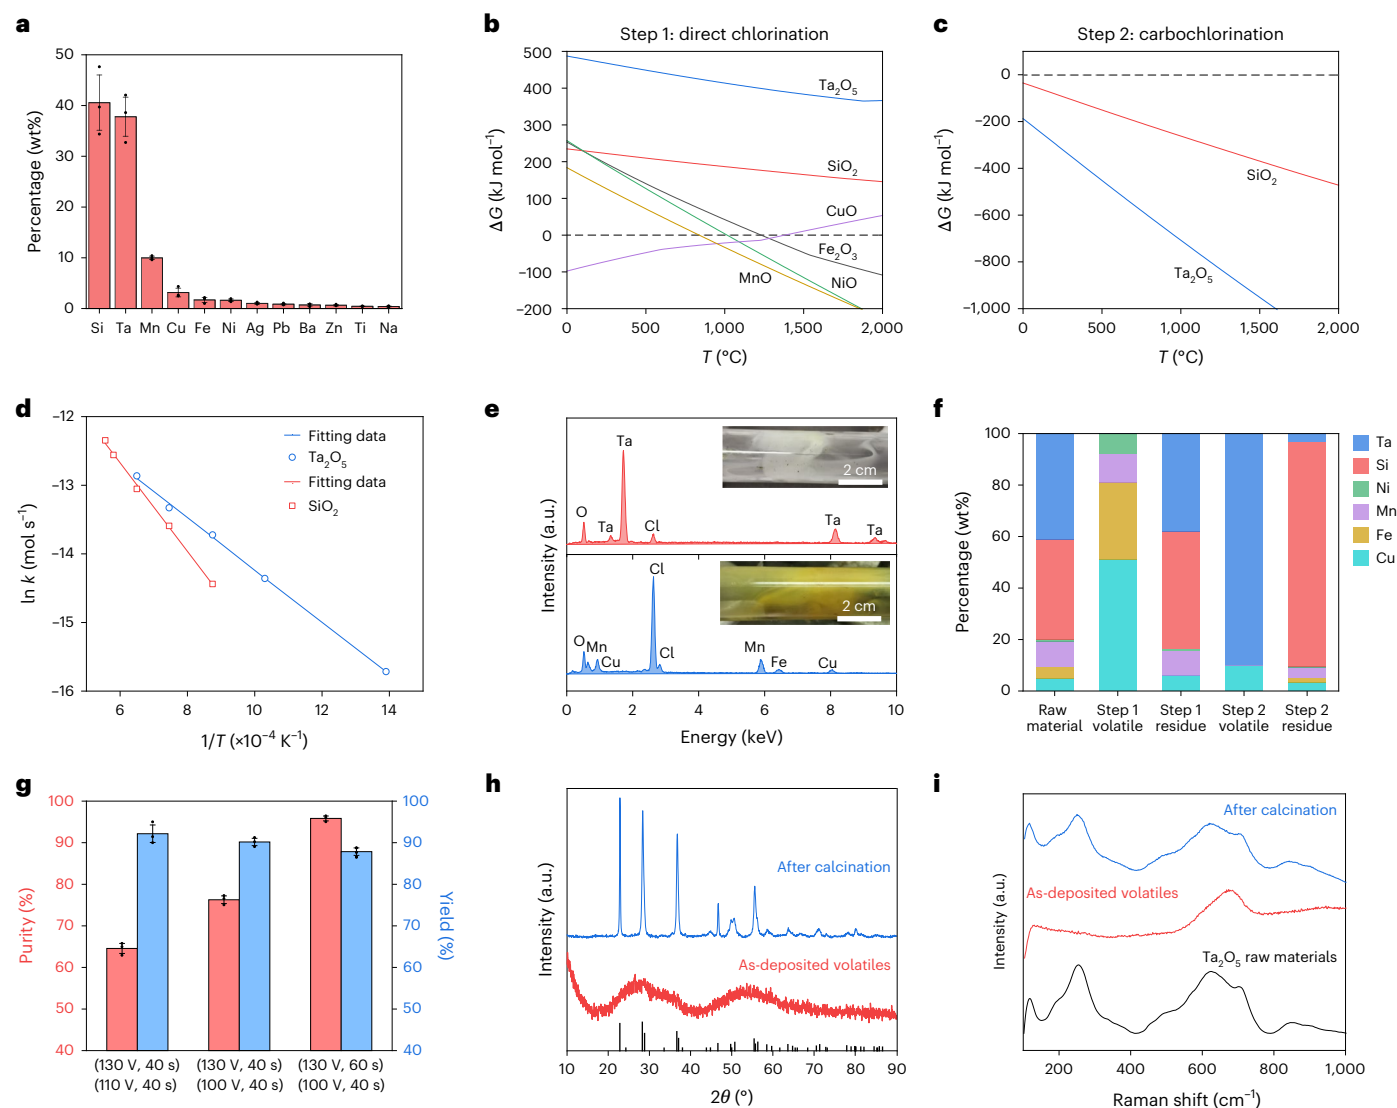 a
Percentage (wt%)
50
40
30
20
10
0
Si Ta Mn Cu Fe Ni Ag Pb Ba Zn Ti Na
b
Step 1: direct chlorination
ΔG (kJ mol⁻¹)
500
400
300
200
100
0
−100
−200
Ta₂O₅
SiO₂
CuO
Fe₂O₃
MnO
NiO
0 500 1,000 1,500 2,000
T (°C)
c
Step 2: carbochlorination
ΔG (kJ mol⁻¹)
0
−200
−400
−600
−800
−1,000
SiO₂
Ta₂O₅
0 500 1,000 1,500 2,000
T (°C)
d
ln k (mol s⁻¹)
−12
−13
−14
−15
−16
Fitting data
Ta₂O₅
Fitting data
SiO₂
6 8 10 12 14
1/T (×10⁻⁴ K⁻¹)
e
Intensity (a.u.)
Ta
2 cm
O
Ta
Cl
Ta
Ta
Cl
2 cm
O
Mn
Cu
Cl
Mn
Fe
Cu
0 2 4 6 8 10
Energy (keV)
f
Percentage (wt%)
100
80
60
40
20
0
Ta
Si
Ni
Mn
Fe
Cu
Raw material
Step 1 volatile
Step 1 residue
Step 2 volatile
Step 2 residue
g
Purity (%)
100
90
80
70
60
50
40
Yield (%)
100
90
80
70
60
50
40
(130 V, 40 s) (130 V, 40 s) (130 V, 60 s)
(110 V, 40 s) (100 V, 40 s) (100 V, 40 s)
h
Intensity (a.u.)
After calcination
As-deposited volatiles
10 20 30 40 50 60 70 80 90
2θ (°)
i
Intensity (a.u.)
After calcination
As-deposited volatiles
Ta₂O₅ raw materials
200 400 600 800 1,000
Raman shift (cm⁻¹)